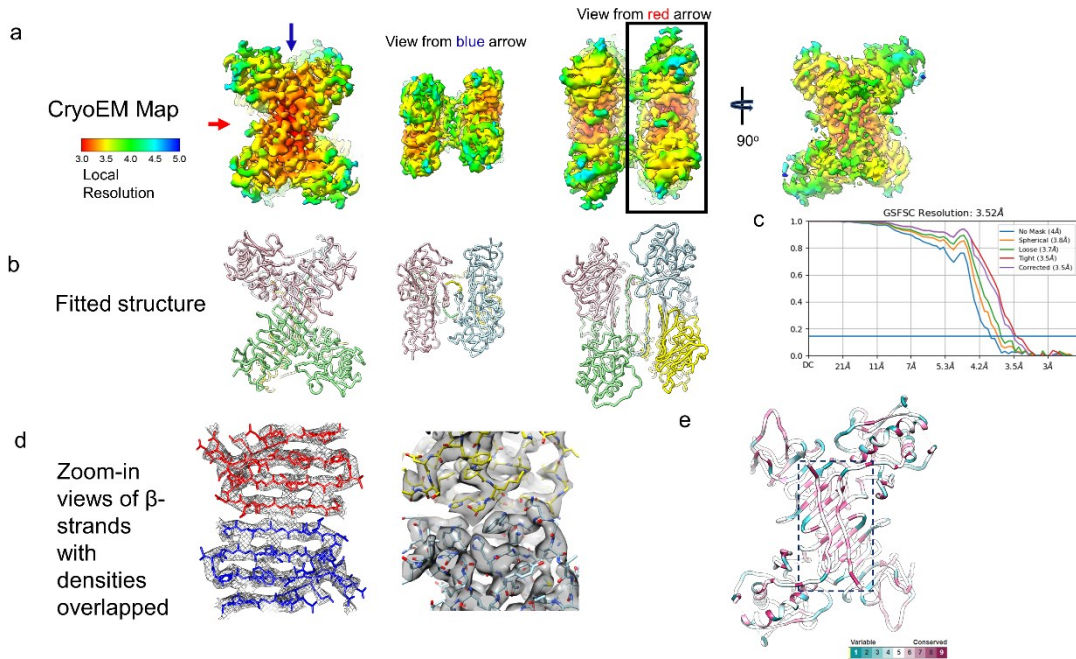 a
View from blue arrow
View from red arrow
CryoEM Map
3.0 3.5 4.0 4.5 5.0
Local
Resolution
90°
b
Fitted structure
c
GSFSC Resolution: 3.52Å
No Mask (4Å)
Spherical (3.8Å)
Loose (3.7Å)
Tight (3.5Å)
Corrected (3.5Å)
1.0
0.8
0.6
0.4
0.2
0.0
DC 21Å 11Å 7Å 5.3Å 4.2Å 3.5Å 3Å
d
Zoom-in
views of β-
strands
with
densities
overlapped
e
Variable Conserved
1 2 3 4 5 6 7 8 9